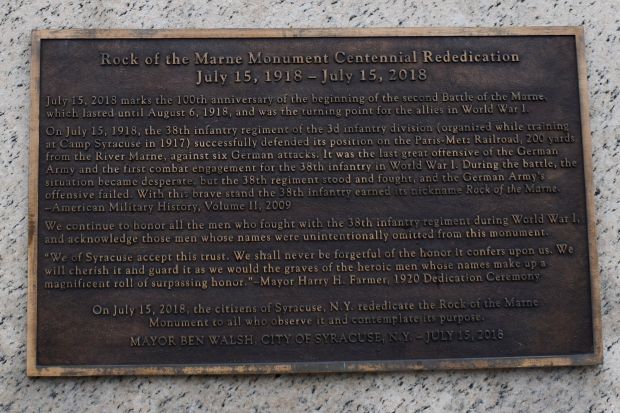 Rock of the Marne Monument Centennial Rededication
July 15, 1918 – July 15, 2018
July 15, 2018 marks the 100th anniversary of the beginning of the second Battle of the Marne,
which lasted until August 6, 1918, and was the turning point for the allies in World War I.
On July 15, 1918, the 38th infantry regiment of the 3d infantry division (organized while training
at Camp Syracuse in 1917) successfully defended its position on the Paris-Metz Railroad, 200 yards
from the River Marne, against six German attacks. It was the last great offensive of the German
Army and the first combat engagement for the 38th infantry in World War I. During the battle, the
situation became desperate, but the 38th regiment stood and fought, and the German Army's
offensive failed. With this brave stand the 38th infantry earned its nickname Rock of the Marne.
–American Military History, Volume II, 2009
We continue to honor all the men who fought with the 38th infantry regiment during World War I,
and acknowledge those men whose names were unintentionally omitted from this monument.
"We of Syracuse accept this trust. We shall never be forgetful of the honor it confers upon us. We
will cherish it and guard it as we would the graves of the heroic men whose names make up a
magnificent roll of surpassing honor."–Mayor Harry H. Farmer, 1920 Dedication Ceremony
On July 15, 2018, the citizens of Syracuse, N.Y. rededicate the Rock of the Marne
Monument to all who observe it and contemplate its purpose.
MAYOR BEN WALSH, CITY OF SYRACUSE, N.Y. – JULY 15, 2018